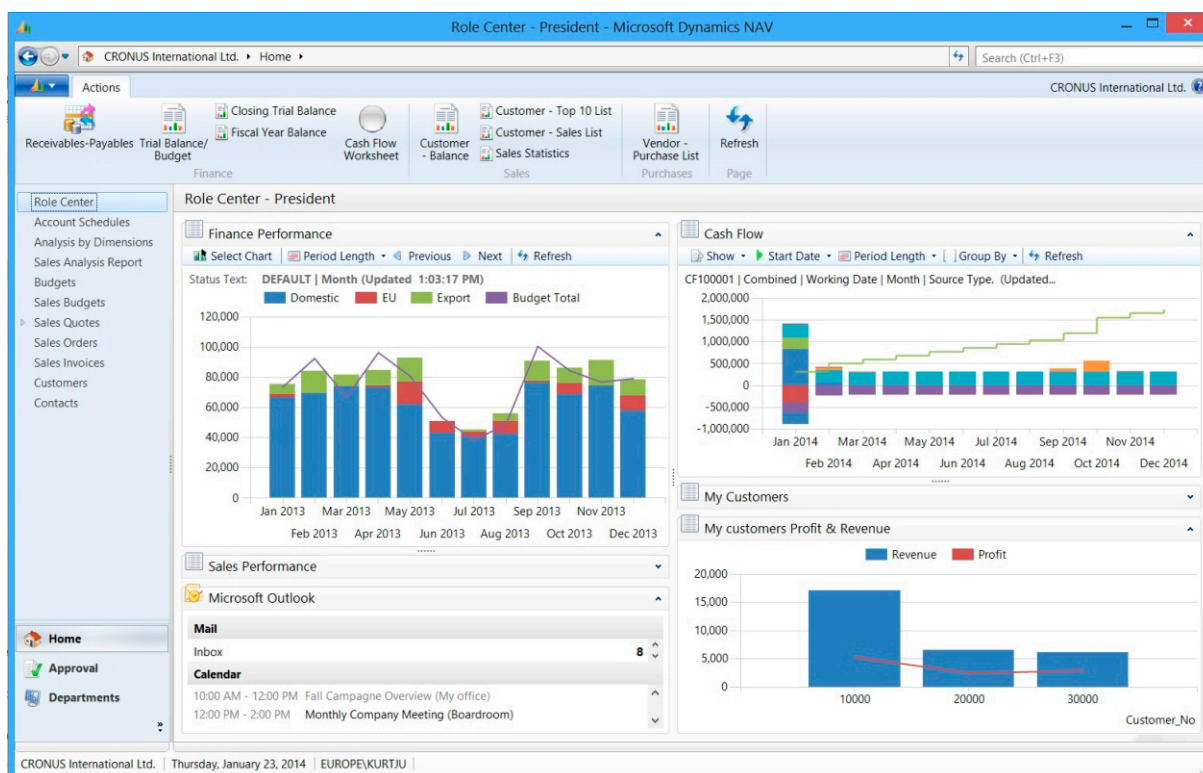 Role Center - President - Microsoft Dynamics NAV
CRONUS International Ltd. Home
Search (Ctrl+F3)
Actions
CRONUS International Ltd.
Receivables-Payables
Trial Balance/
Budget
Closing Trial Balance
Fiscal Year Balance
Cash Flow
Worksheet
Finance
Customer
- Balance
Customer - Top 10 List
Customer - Sales List
Sales Statistics
Sales
Vendor -
Purchase List
Purchases
Refresh
Page
Role Center
Account Schedules
Analysis by Dimensions
Sales Analysis Report
Budgets
Sales Budgets
Sales Quotes
Sales Orders
Sales Invoices
Customers
Contacts
Home
Approval
Departments
Role Center - President
Finance Performance
Select Chart Period Length Previous Next Refresh
Status Text: DEFAULT | Month (Updated 1:03:17 PM)
Domestic EU Export Budget Total
120,000
100,000
80,000
60,000
40,000
20,000
0
Jan 2013 Mar 2013 May 2013 Jul 2013 Sep 2013 Nov 2013
Feb 2013 Apr 2013 Jun 2013 Aug 2013 Oct 2013 Dec 2013
Sales Performance
Microsoft Outlook
Mail
Inbox 8
Calendar
10:00 AM - 12:00 PM Fall Campagne Overview (My office)
12:00 PM - 2:00 PM Monthly Company Meeting (Boardroom)
Cash Flow
Show Start Date Period Length Group By Refresh
CF100001 | Combined | Working Date | Month | Source Type. (Updated...
2,000,000
1,500,000
1,000,000
500,000
0
-500,000
-1,000,000
Jan 2014 Mar 2014 May 2014 Jul 2014 Sep 2014 Nov 2014
Feb 2014 Apr 2014 Jun 2014 Aug 2014 Oct 2014 Dec 2014
My Customers
My customers Profit & Revenue
Revenue Profit
20,000
15,000
10,000
5,000
0
10000 20000 30000
Customer_No
CRONUS International Ltd. Thursday, January 23, 2014 EUROPE\KURTJU